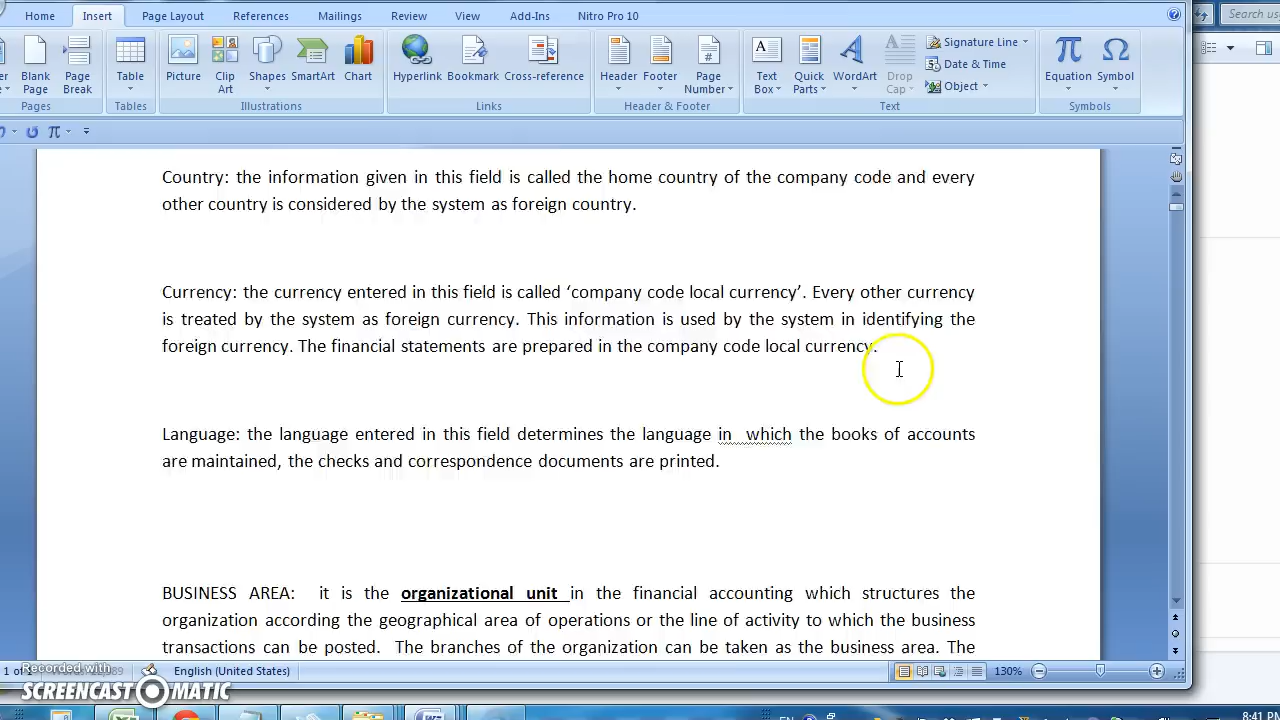 Home Insert Page Layout References Mailings Review View Add-Ins Nitro Pro 10
Search
Blank Page
Page Break
Table
Picture
Clip Art
Shapes
SmartArt
Chart
Hyperlink
Bookmark
Cross-reference
Header
Footer
Page Number
Text Box
Quick Parts
WordArt
Drop Cap
Signature Line
Date & Time
Object
Equation
Symbol
Pages Tables Illustrations Links Header & Footer Text Symbols
Country: the information given in this field is called the home country of the company code and every
other country is considered by the system as foreign country.
Currency: the currency entered in this field is called ‘company code local currency’. Every other currency
is treated by the system as foreign currency. This information is used by the system in identifying the
foreign currency. The financial statements are prepared in the company code local currency.
Language: the language entered in this field determines the language in  which the books of accounts
are maintained, the checks and correspondence documents are printed.
BUSINESS AREA:  it is the organizational unit in the financial accounting which structures the
organization according the geographical area of operations or the line of activity to which the business
transactions can be posted.  The branches of the organization can be taken as the business area. The
English (United States)
130%
Recorded with
SCREENCAST MATIC
8:41 PM